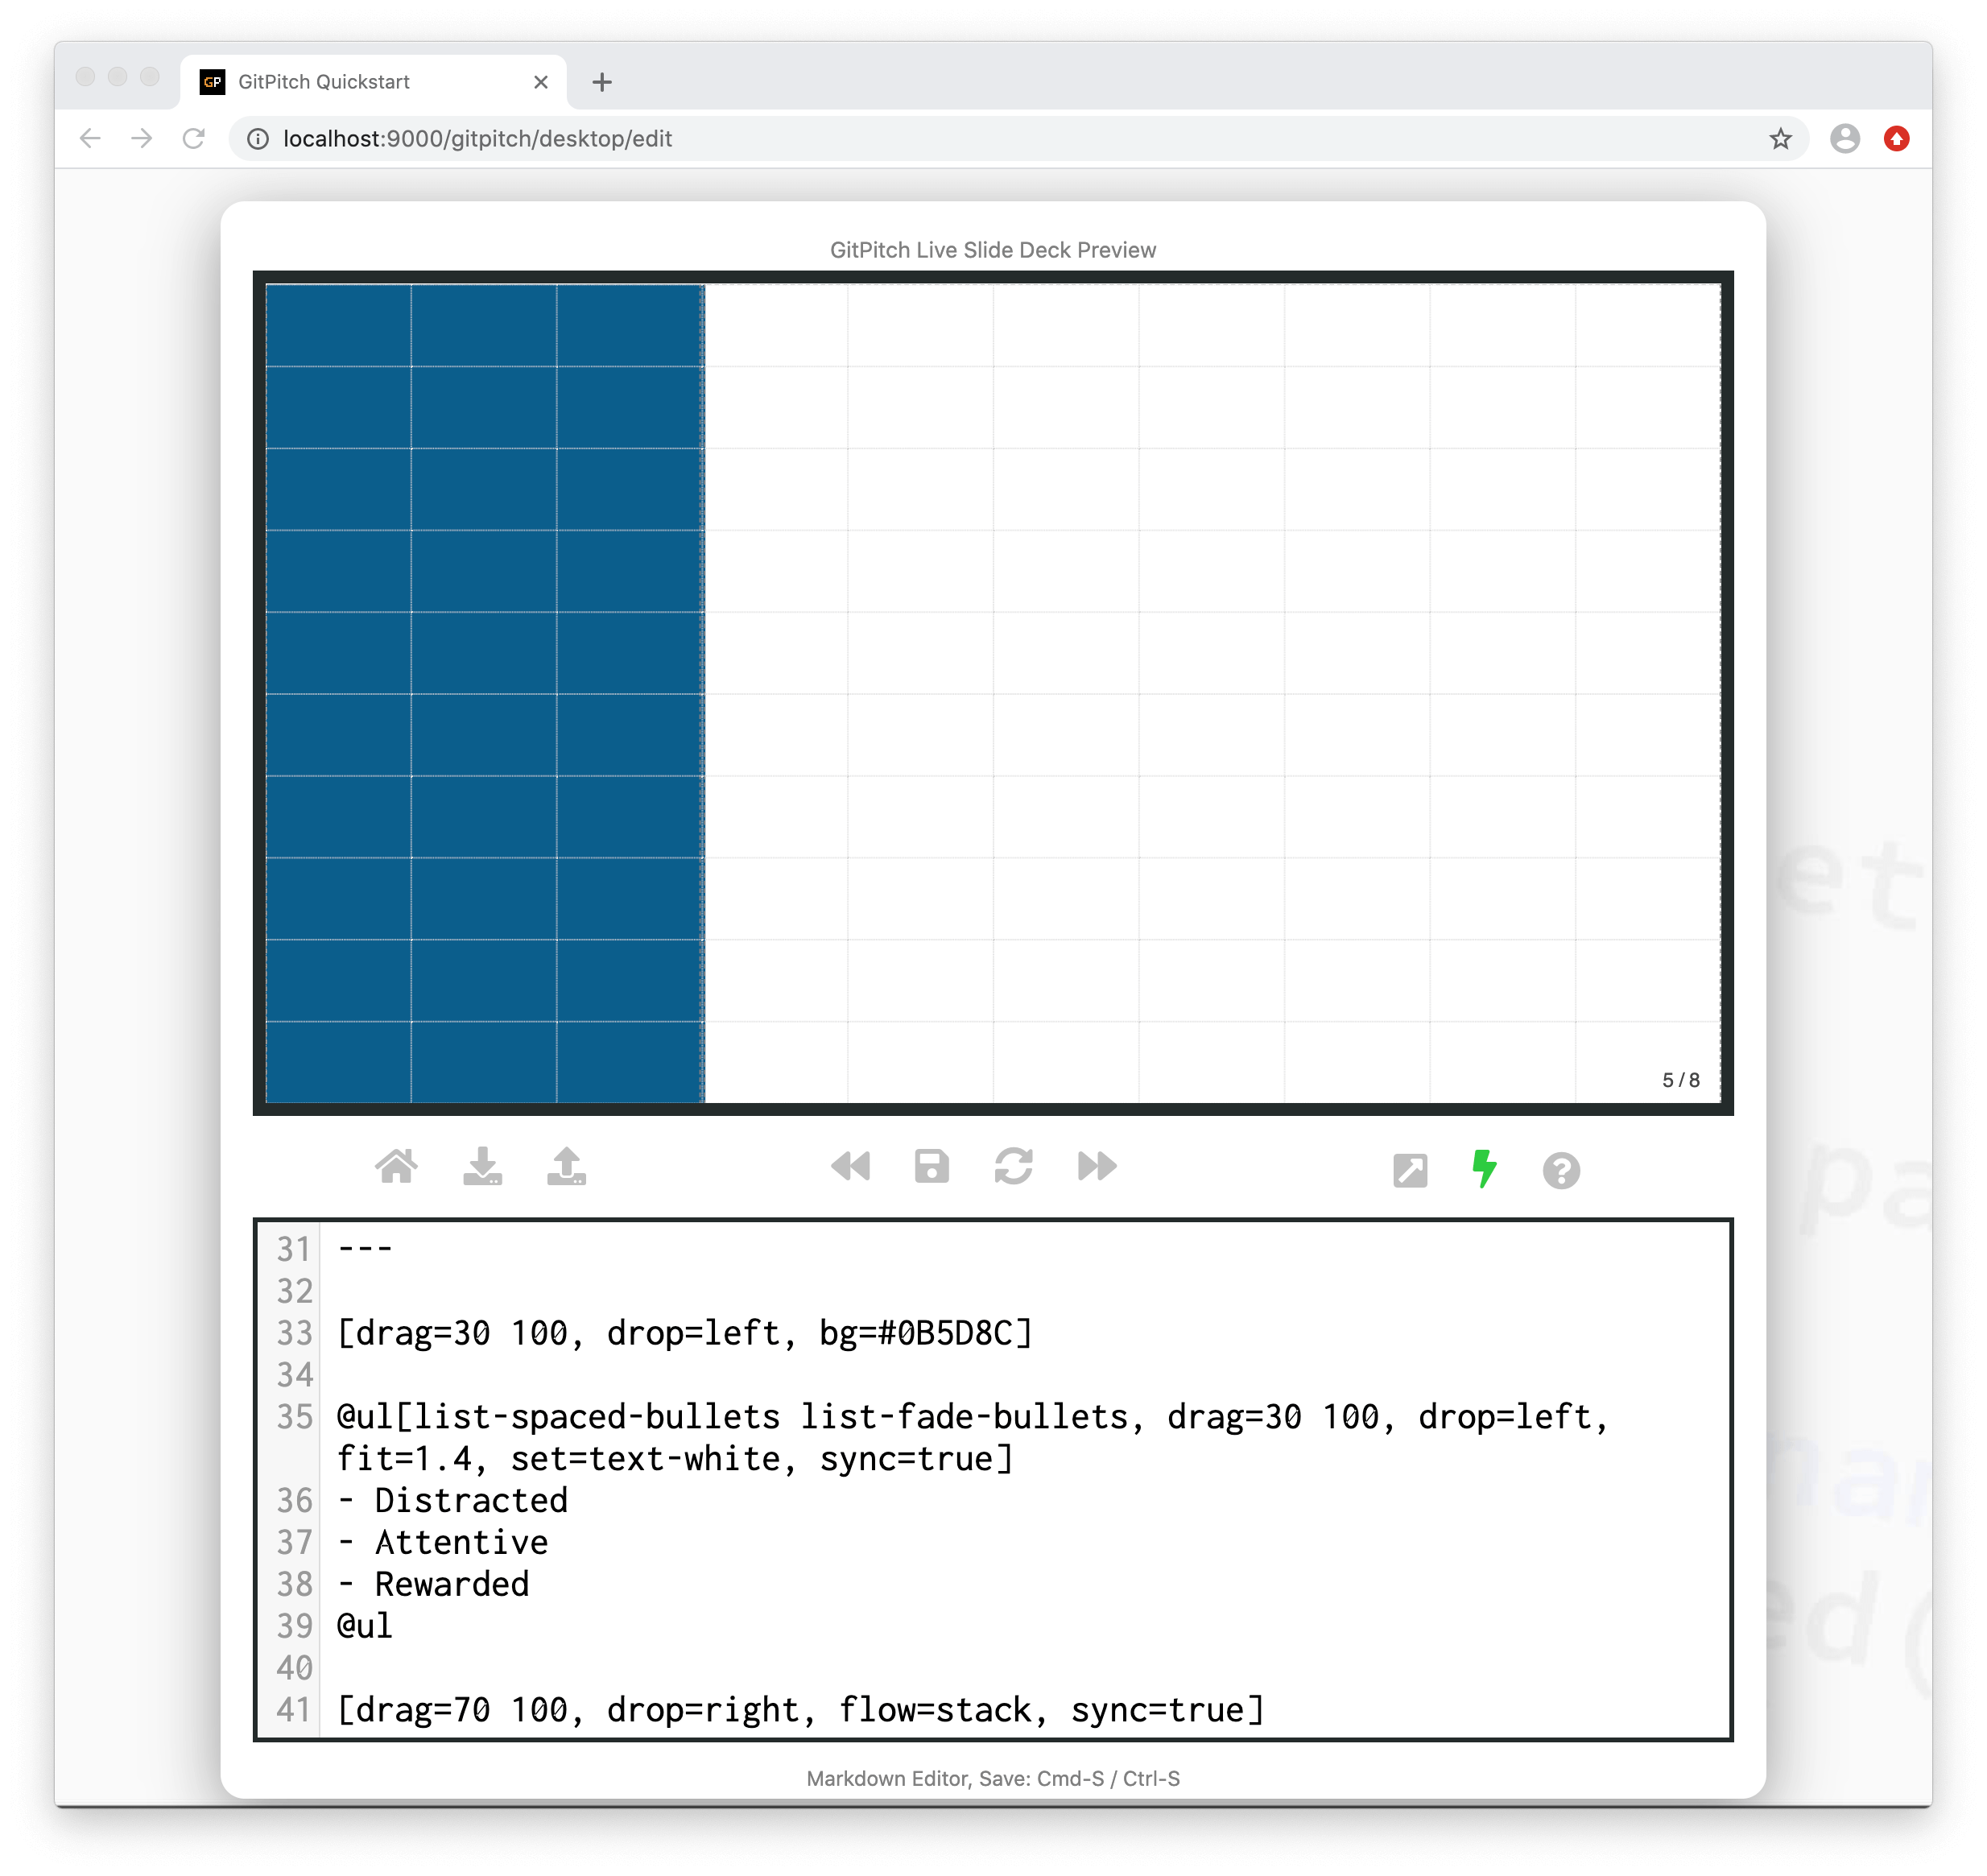 GP GitPitch Quickstart
localhost:9000/gitpitch/desktop/edit
GitPitch Live Slide Deck Preview
5 / 8
31 ---
32
33 [drag=30 100, drop=left, bg=#0B5D8C]
34
35 @ul[list-spaced-bullets list-fade-bullets, drag=30 100, drop=left,
fit=1.4, set=text-white, sync=true]
36 - Distracted
37 - Attentive
38 - Rewarded
39 @ul
40
41 [drag=70 100, drop=right, flow=stack, sync=true]
Markdown Editor, Save: Cmd-S / Ctrl-S